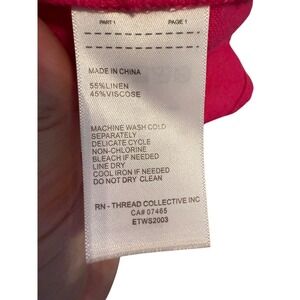 PART 1 PAGE 1
MADE IN CHINA
55%LINEN
45%VISCOSE
MACHINE WASH COLD
SEPARATELY
DELICATE CYCLE
NON-CHLORINE
BLEACH IF NEEDED
LINE DRY
COOL IRON IF NEEDED
DO NOT DRY CLEAN
RN - THREAD COLLECTIVE INC
CA# 07465
ETWS2003